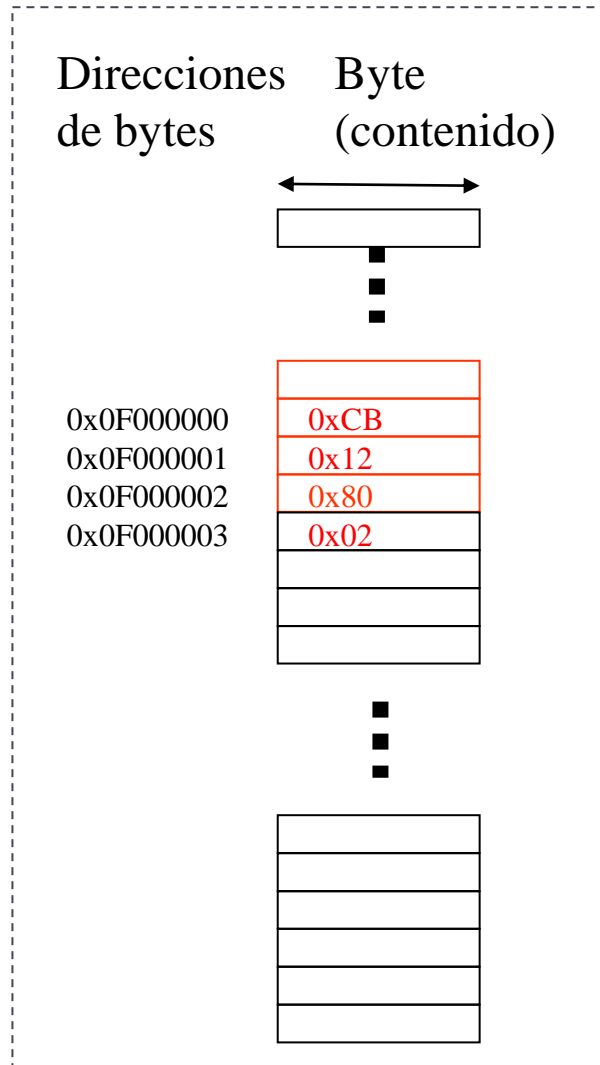 Direcciones Byte
de bytes (contenido)
0x0F000000 0xCB
0x0F000001 0x12
0x0F000002 0x80
0x0F000003 0x02